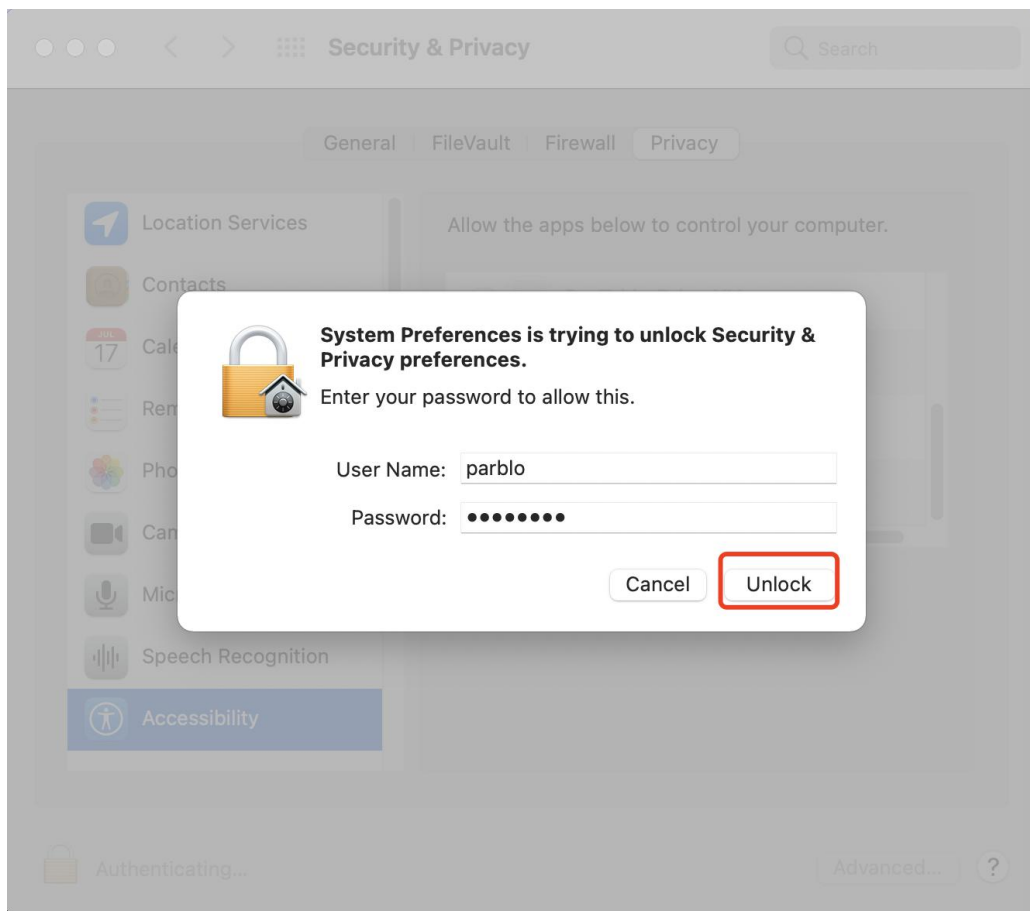 Security & Privacy
Search
General
FileVault
Firewall
Privacy
Location Services
Allow the apps below to control your computer.
Contacts
JUL
17
System Preferences is trying to unlock Security &
Privacy preferences.
Enter your password to allow this.
User Name: parblo
Password: ••••••••
Cancel
Unlock
Speech Recognition
Accessibility
Authenticating...
Advanced...
?